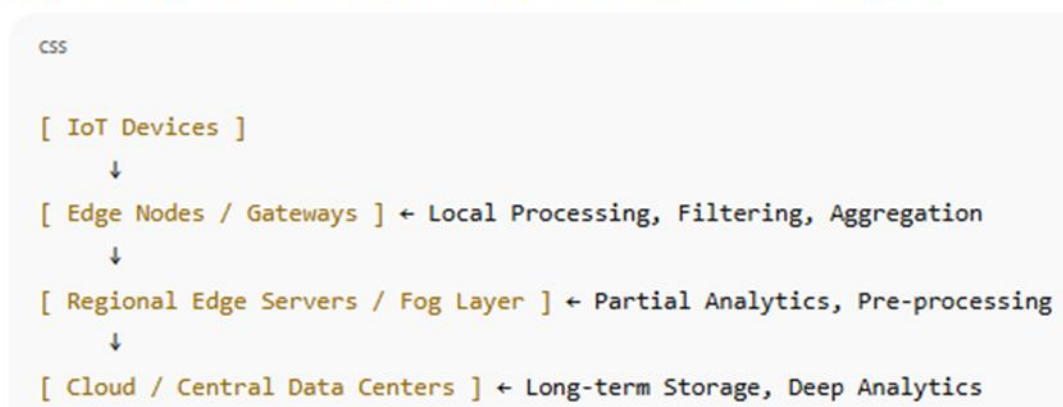 css
[ IoT Devices ]
↓
[ Edge Nodes / Gateways ] ← Local Processing, Filtering, Aggregation
↓
[ Regional Edge Servers / Fog Layer ] ← Partial Analytics, Pre-processing
↓
[ Cloud / Central Data Centers ] ← Long-term Storage, Deep Analytics